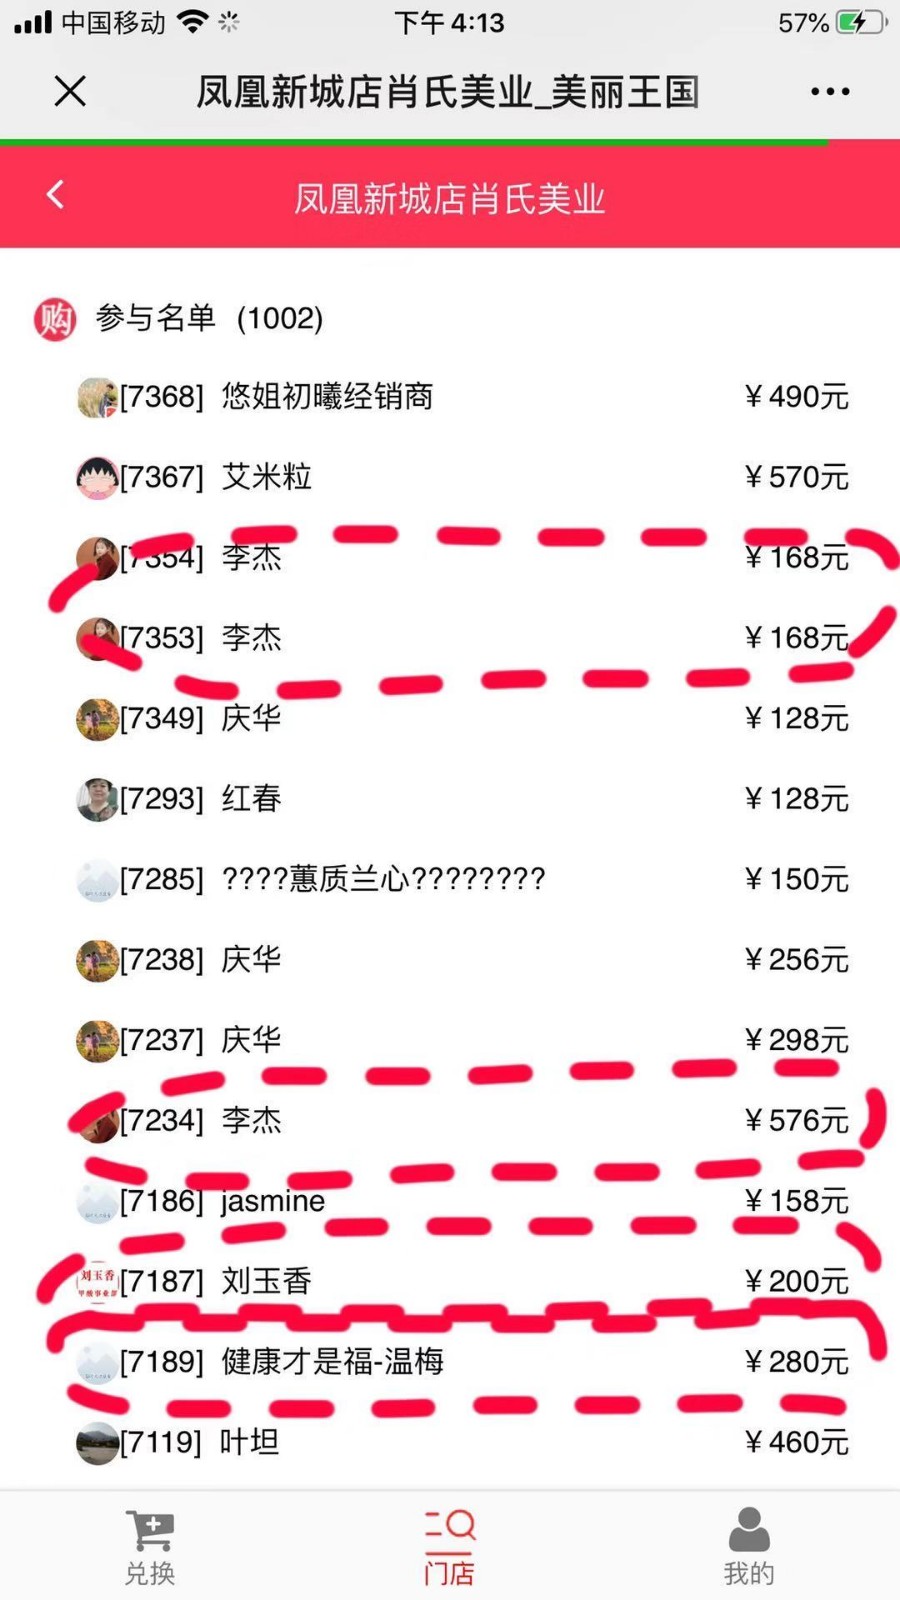 中国移动 下午 4:13 57%
凤凰新城店肖氏美业_美丽王国
凤凰新城店肖氏美业
购 参与名单 (1002)
[7368] 悠姐初曦经销商 ¥490元
[7367] 艾米粒 ¥570元
[7354] 李杰 ¥168元
[7353] 李杰 ¥168元
[7349] 庆华 ¥128元
[7293] 红春 ¥128元
[7285] ????蕙质兰心???????? ¥150元
[7238] 庆华 ¥256元
[7237] 庆华 ¥298元
[7234] 李杰 ¥576元
[7186] jasmine ¥158元
刘玉香 [7187] 刘玉香 ¥200元
[7189] 健康才是福-温梅 ¥280元
[7119] 叶坦 ¥460元
兑换 门店 我的